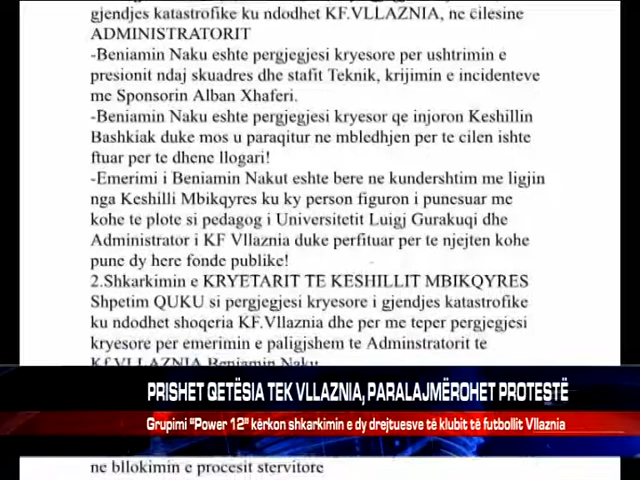 gjendjes katastrofike ku ndodhet KF.VLLAZNIA, ne cilesine
ADMINISTRATORIT
-Beniamin Naku eshte pergjegjesi kryesore per ushtrimin e
presionit ndaj skuadres dhe stafit Teknik, krijimin e incidenteve
me Sponsorin Alban Xhaferi.
-Beniamin Naku eshte pergjegjesi kryesor qe injoron Keshillin
Bashkiak duke mos u paraqitur ne mbledhjen per te cilen ishte
ftuar per te dhene llogari!
-Emerimi i Beniamin Nakut eshte bere ne kundershtim me ligjin
nga Keshilli Mbikqyres ku ky person figuron i punesuar me
kohe te plote si pedagog i Universitetit Luigj Gurakuqi dhe
Administrator i KF Vllaznia duke perfituar per te njejten kohe
pune dy here fonde publike!
2.Shkarkimin e KRYETARIT TE KESHILLIT MBIKQYRES
Shpetim QUKU si pergjegjesi kryesore i gjendjes katastrofike
ku ndodhet shoqeria KF.Vllaznia dhe per me teper pergjegjesi
kryesore per emerimin e paligjshem te Adminstratorit te
Kf.VLLAZNIA Beniamin Naku
PRISHET QETËSIA TEK VLLAZNIA, PARALAJMËROHET PROTESTË
Grupimi "Power 12" kërkon shkarkimin e dy drejtuesve të klubit të futbollit Vllaznia
ne bllokimin e procesit stervitore